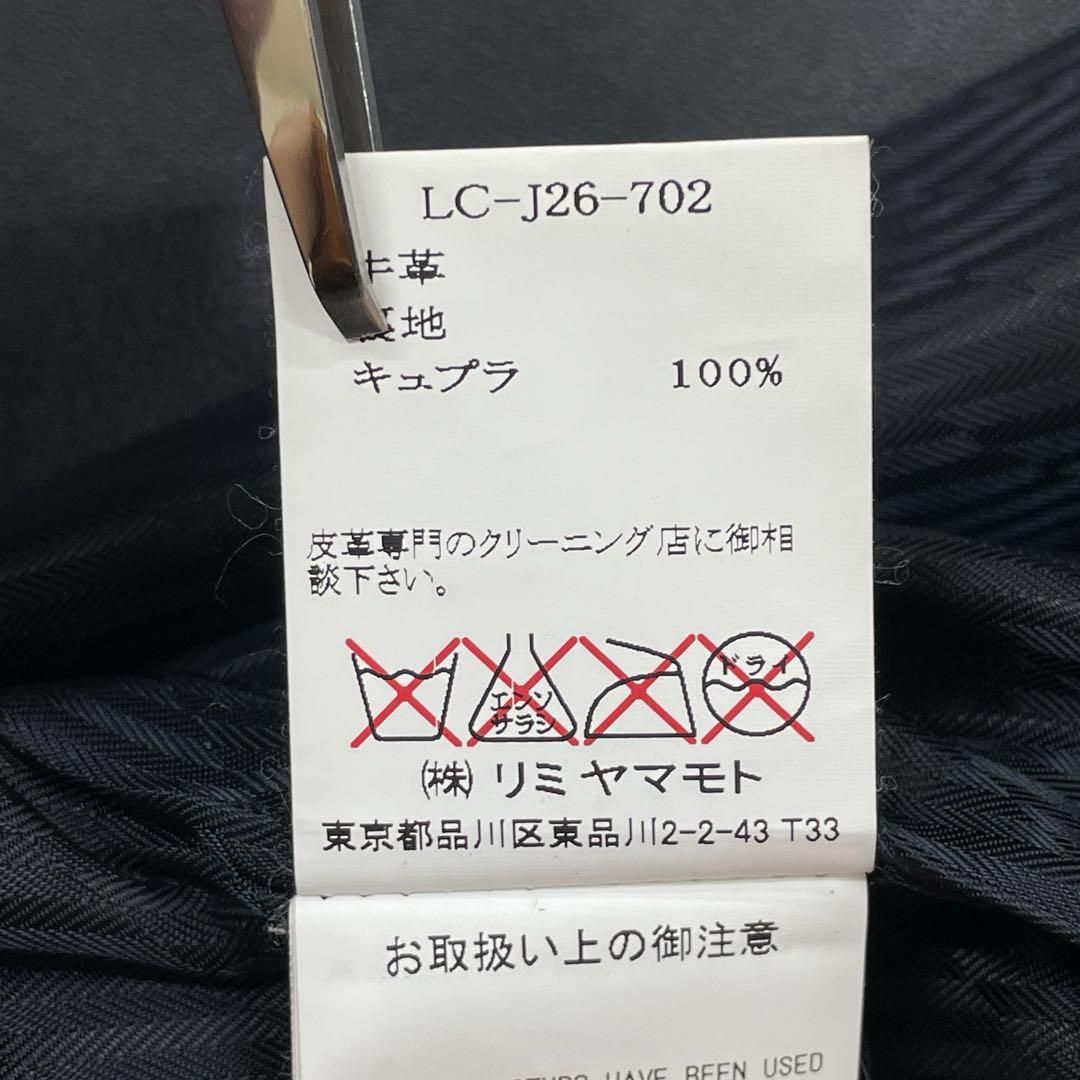 LC-J26-702
牛革
裏地
キュプラ 100%
皮革専門のクリーニング店に御相
談下さい。
エンソ
サラシ
ドライ
㈱ リミ ヤマモト
東京都品川区東品川2-2-43 T33
お取扱い上の御注意
HAVE BEEN USED